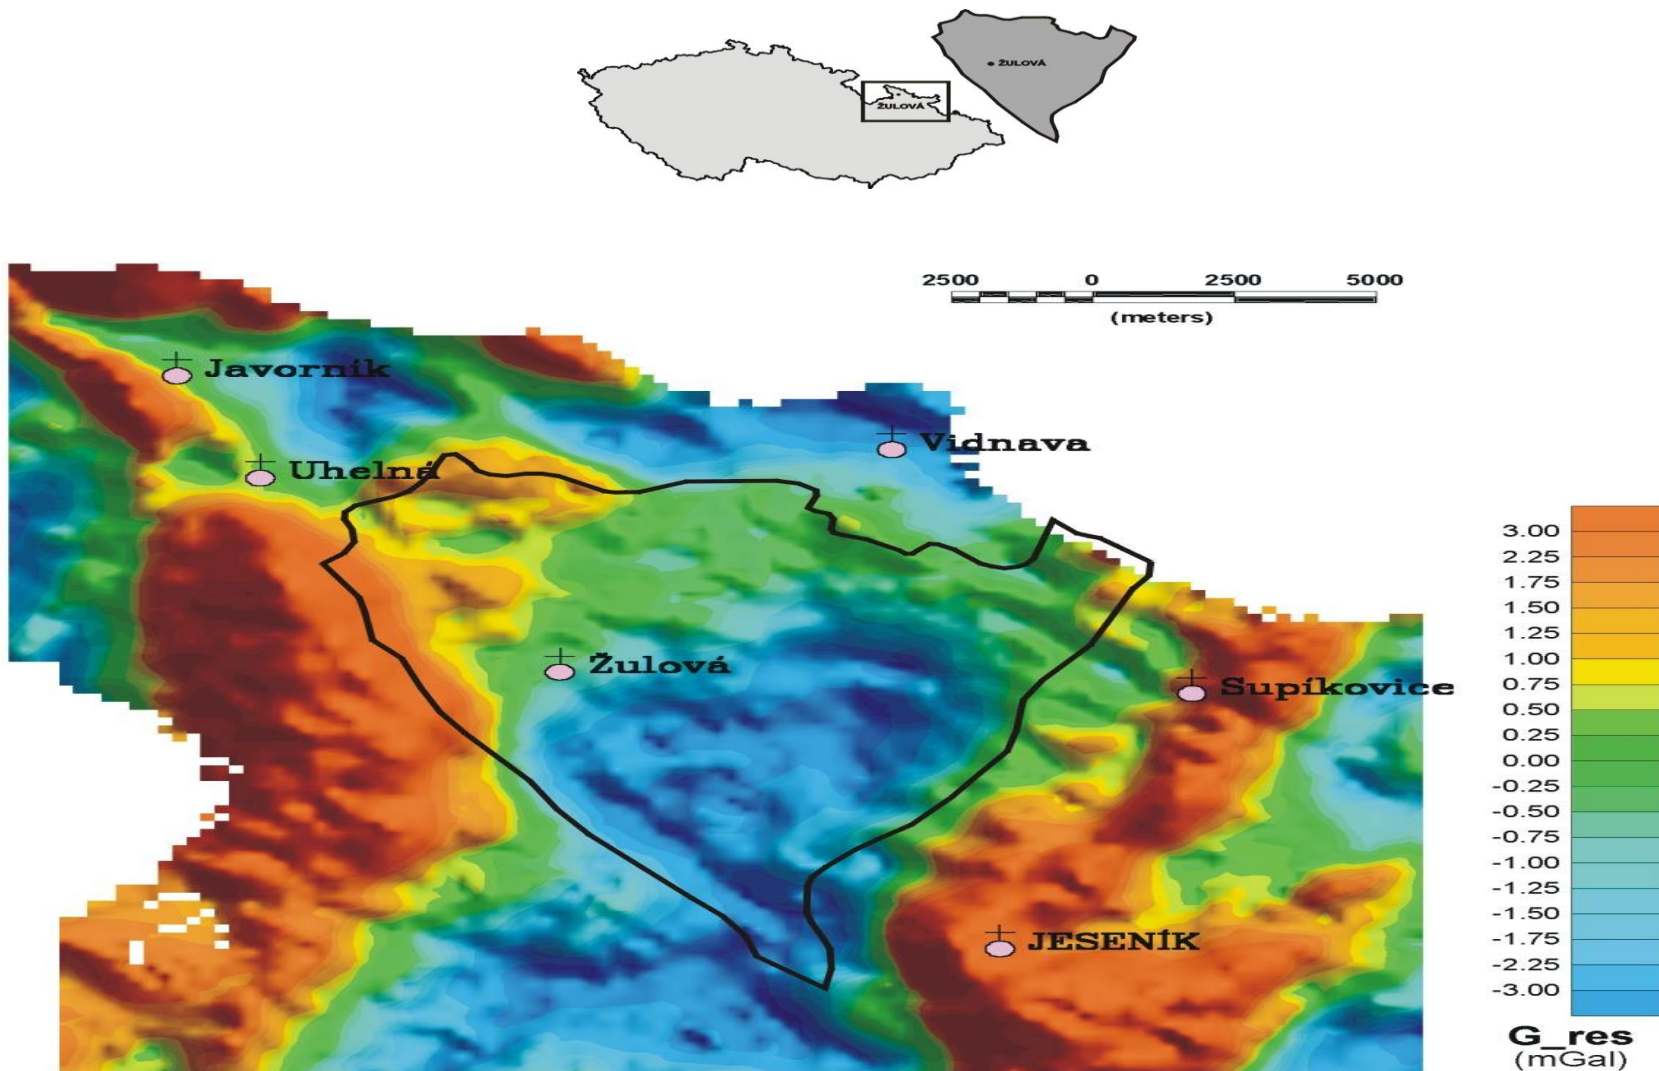 ŽULOVÁ
ŽULOVÁ
2500 0 2500 5000
(meters)
Javorník
Vidnava
Uhelná
Žulová
Supíkovice
JESENÍK
3.00
2.25
1.75
1.50
1.25
1.00
0.75
0.50
0.25
0.00
-0.25
-0.50
-0.75
-1.00
-1.25
-1.50
-1.75
-2.25
-3.00
G_res
(mGal)